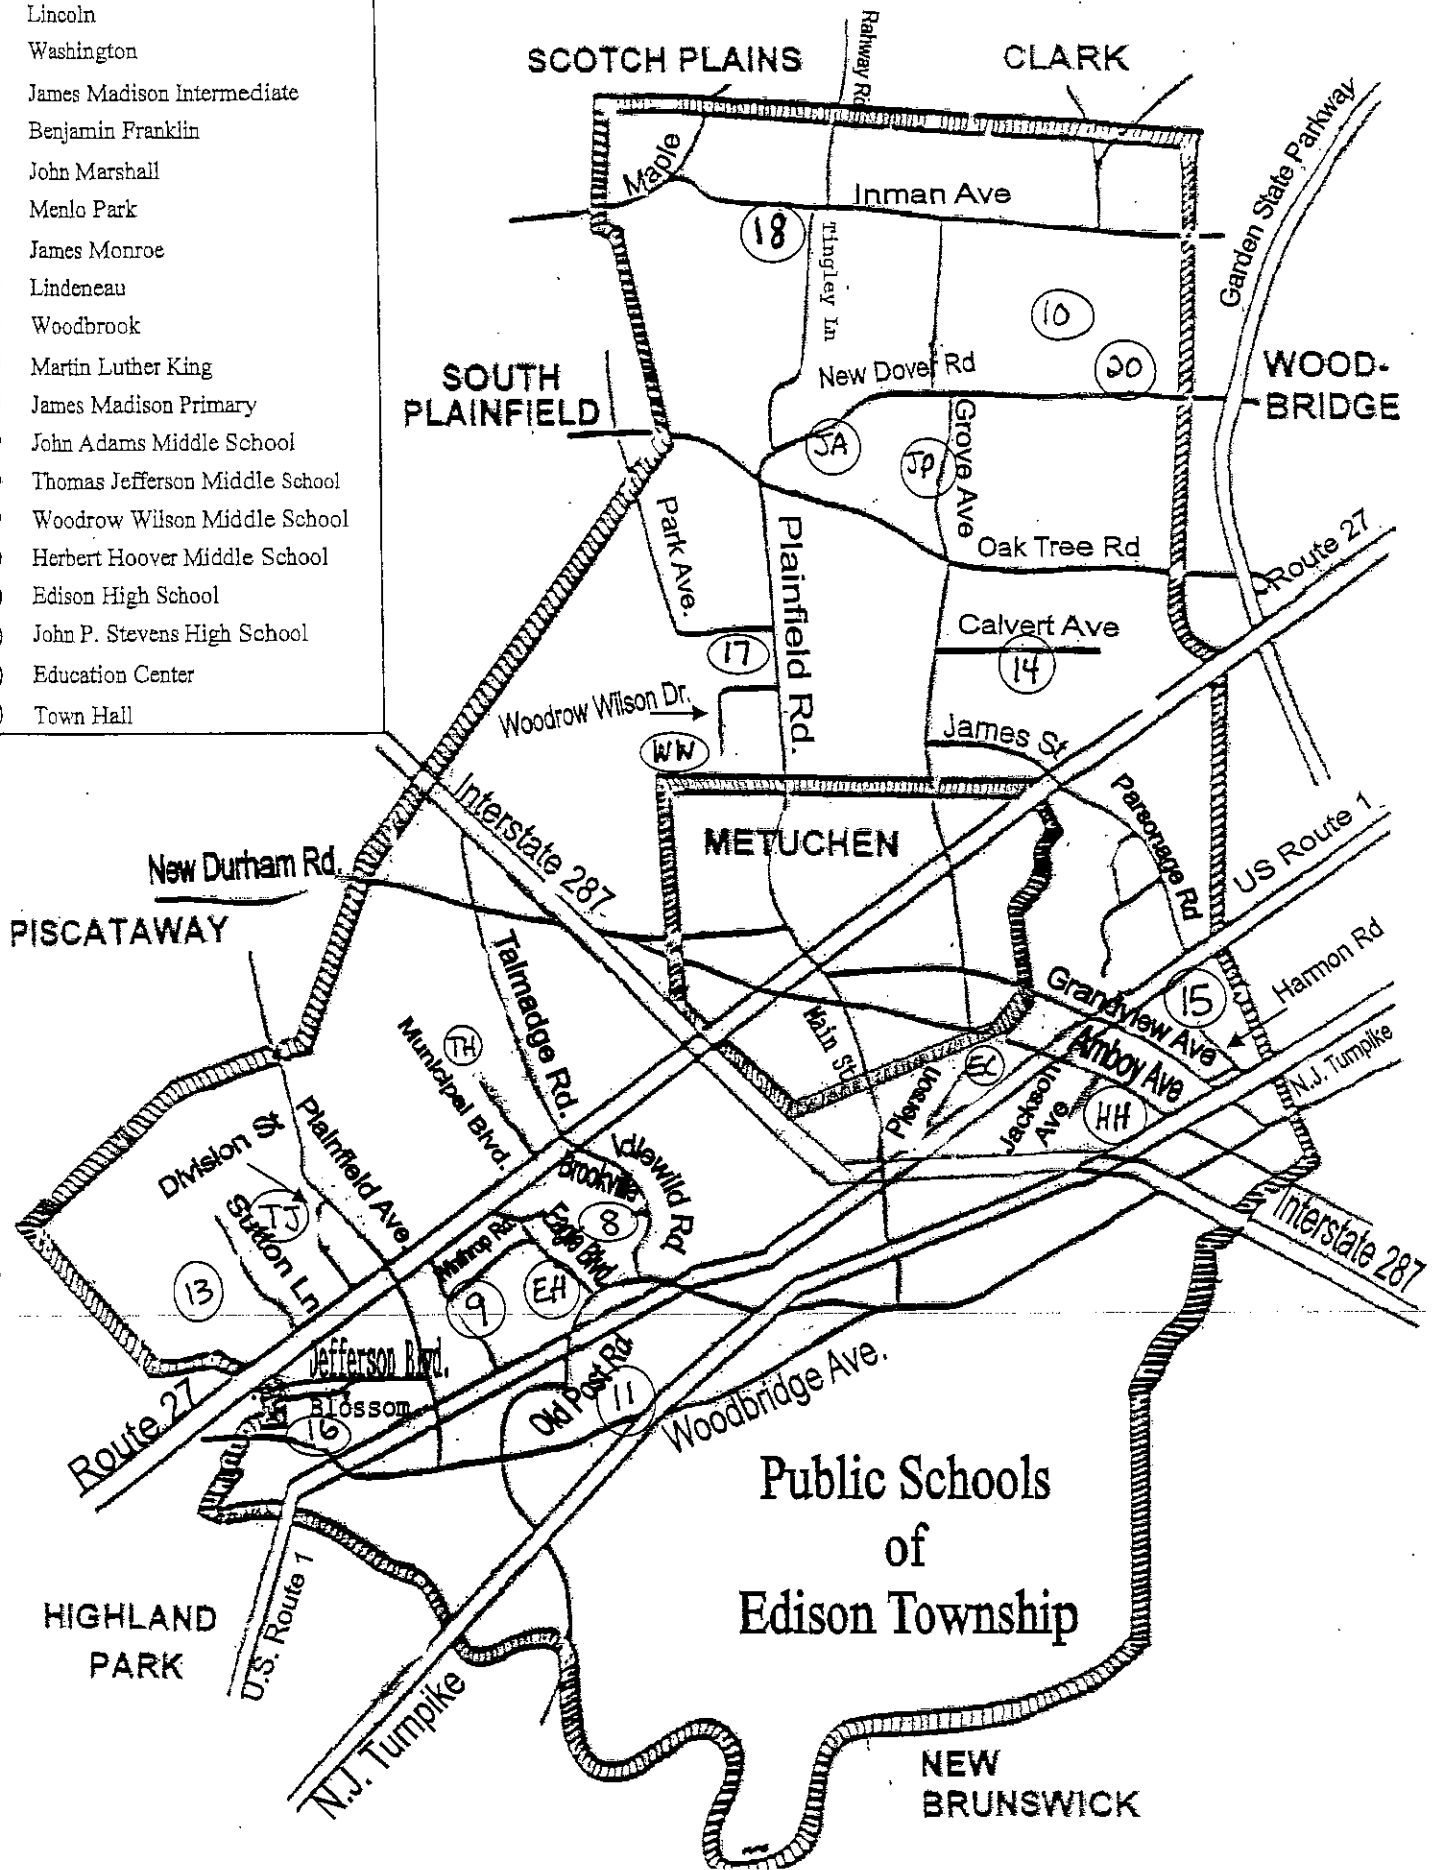 Lincoln
Washington
James Madison Intermediate
Benjamin Franklin
John Marshall
Menlo Park
James Monroe
Lindeneau
Woodbrook
Martin Luther King
James Madison Primary
John Adams Middle School
Thomas Jefferson Middle School
Woodrow Wilson Middle School
Herbert Hoover Middle School
Edison High School
John P. Stevens High School
Education Center
Town Hall
SCOTCH PLAINS
Rahway Rd
CLARK
Garden State Parkway
Maple
Inman Ave
18
Tingley Ln
10
20
New Dover Rd
SOUTH
PLAINFIELD
WOOD-
BRIDGE
JA
JP
Grove Ave
Park Ave.
Plainfield Rd.
Oak Tree Rd
Route 27
Calvert Ave
17
14
Woodrow Wilson Dr.
WW
James St
Interstate 287
METUCHEN
Parsonage Rd
US Route 1
New Durham Rd.
PISCATAWAY
Talmadge Rd.
Main St
Grandview Ave
15
Harmon Rd
TH
Municipal Blvd.
EC
Amboy Ave
N.J. Turnpike
Pierson
Jackson
Ave
HH
Division St
Plainfield Ave.
Idlewild Rd
Brookville
TJ
Sutton Ln
Winthrop Rd
Eagle Blvd
8
Interstate 287
13
9
EH
Jefferson Blvd.
Old Post Rd
11
Woodbridge Ave.
Route 27
Blossom
16
Public Schools
of
Edison Township
HIGHLAND
PARK
U.S. Route 1
N.J. Turnpike
NEW
BRUNSWICK